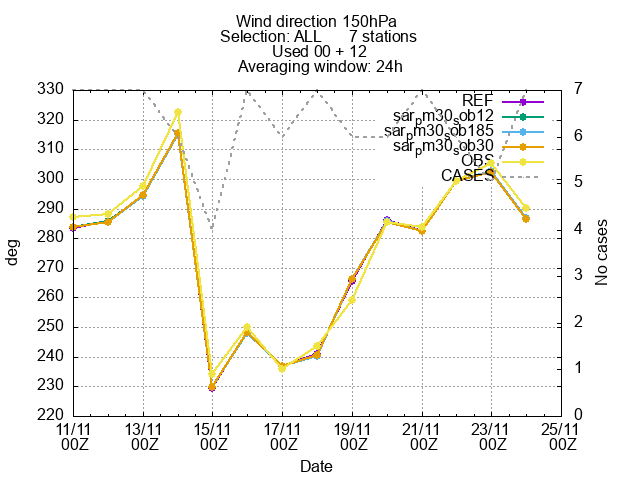 Wind direction 150hPa
Selection: ALL 7 stations
Used 00 + 12
Averaging window: 24h
330
320
310
300
290
280
270
260
250
240
230
220
deg
7
6
5
4
3
2
1
0
No cases
REF
sarpm30sob12
sarpm30sob185
sarpm30sob30
OBS
CASES
11/11 13/11 15/11 17/11 19/11 21/11 23/11 25/11
00Z 00Z 00Z 00Z 00Z 00Z 00Z 00Z
Date